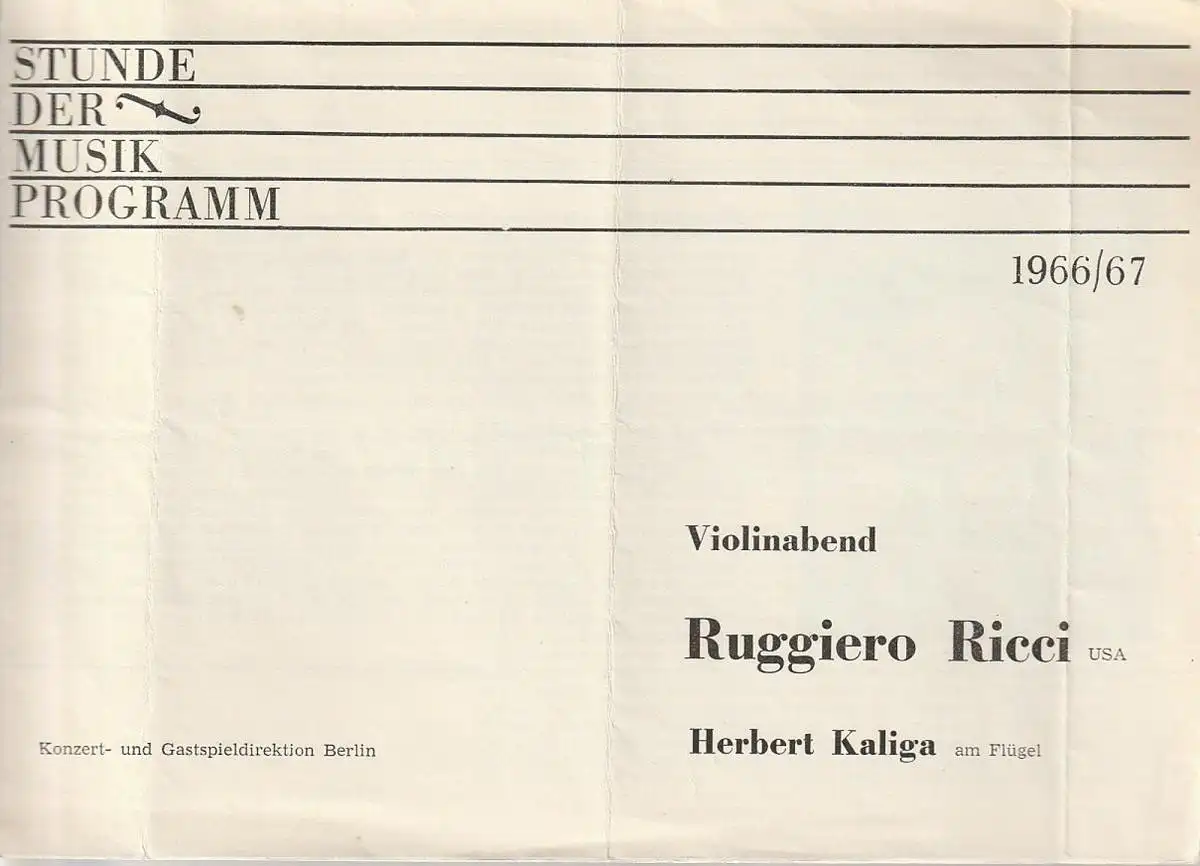 STUNDE
DER
MUSIK
PROGRAMM
1966/67
Violinabend
Ruggiero Ricci USA
Herbert Kaliga am Flügel
Konzert- und Gastspieldirektion Berlin